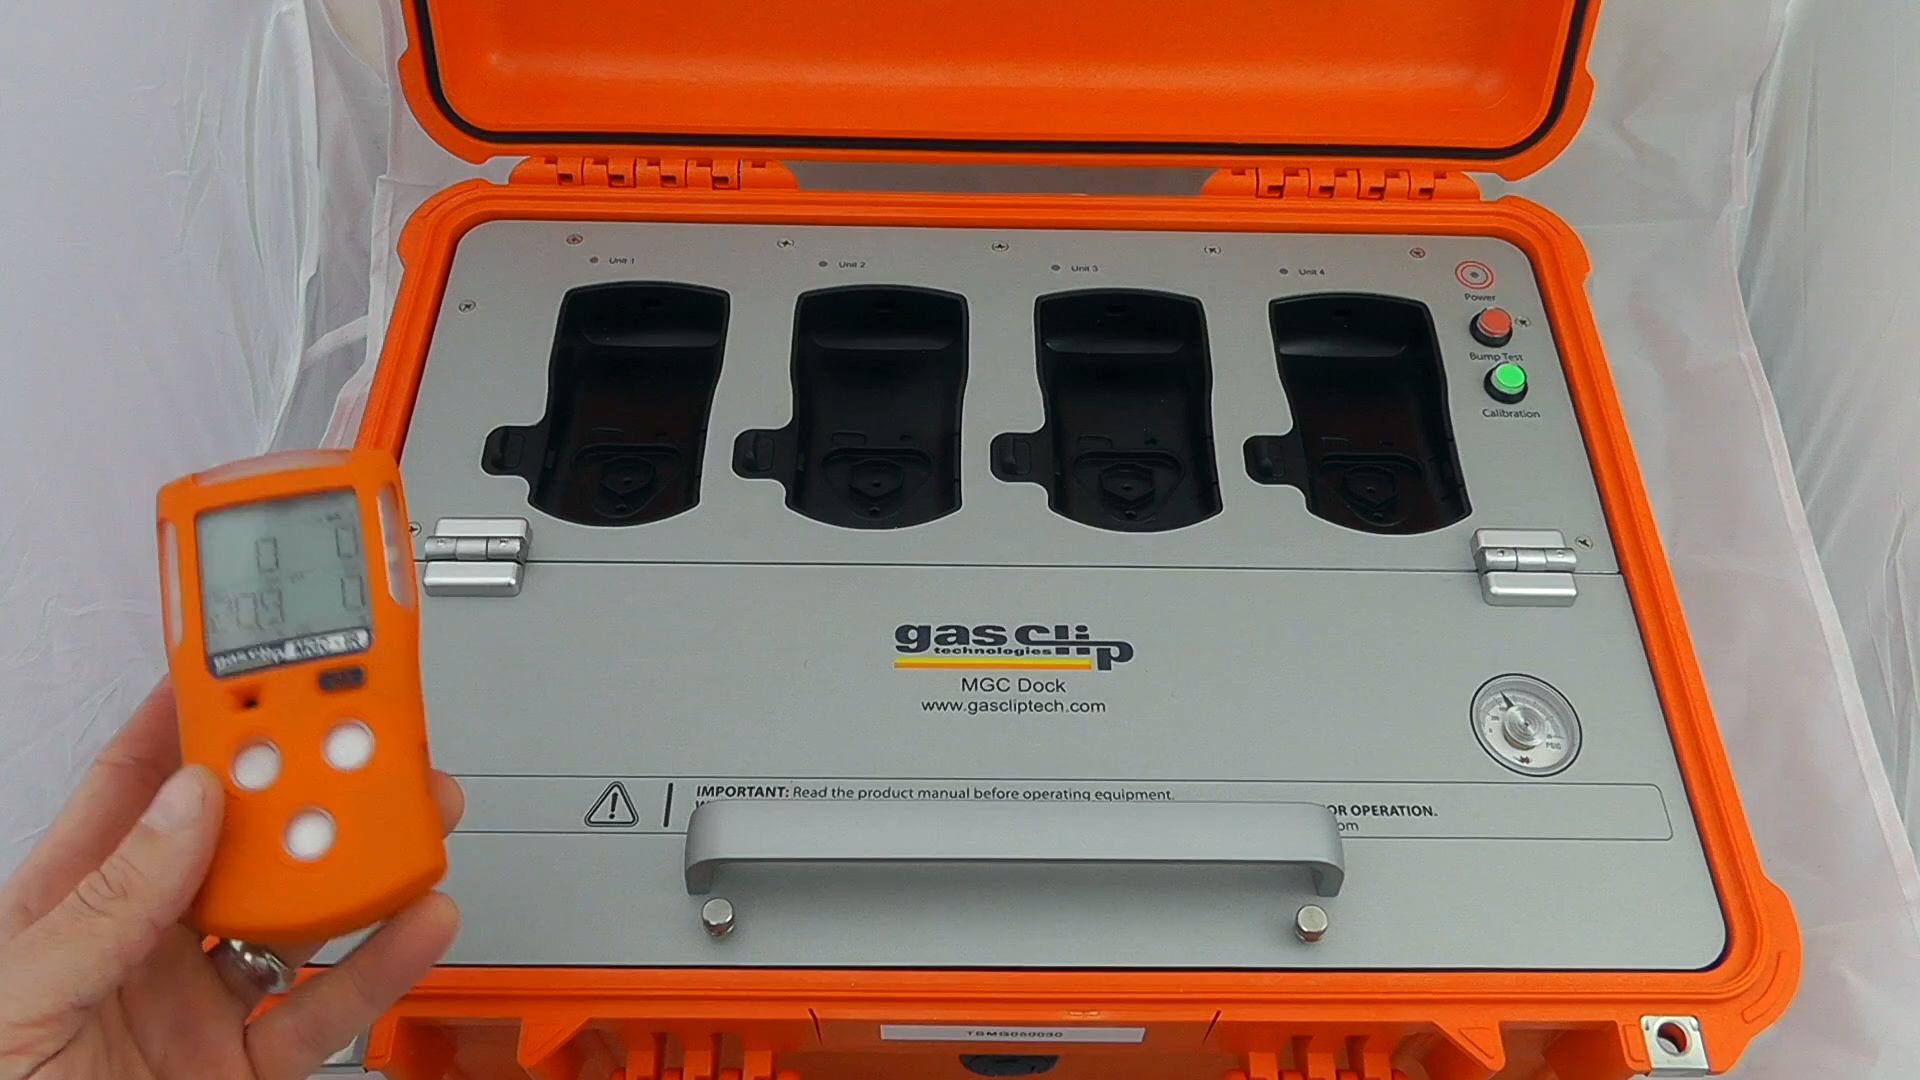 Unit 1
Unit 2
Unit 3
Unit 4
Power
Bump Test
Calibration
0 0
20.9 0
gas clip
technologies
MGC Dock
www.gascliptech.com
PSIG
IMPORTANT: Read the product manual before operating equipment.
OR OPERATION.
om
TGMG050030